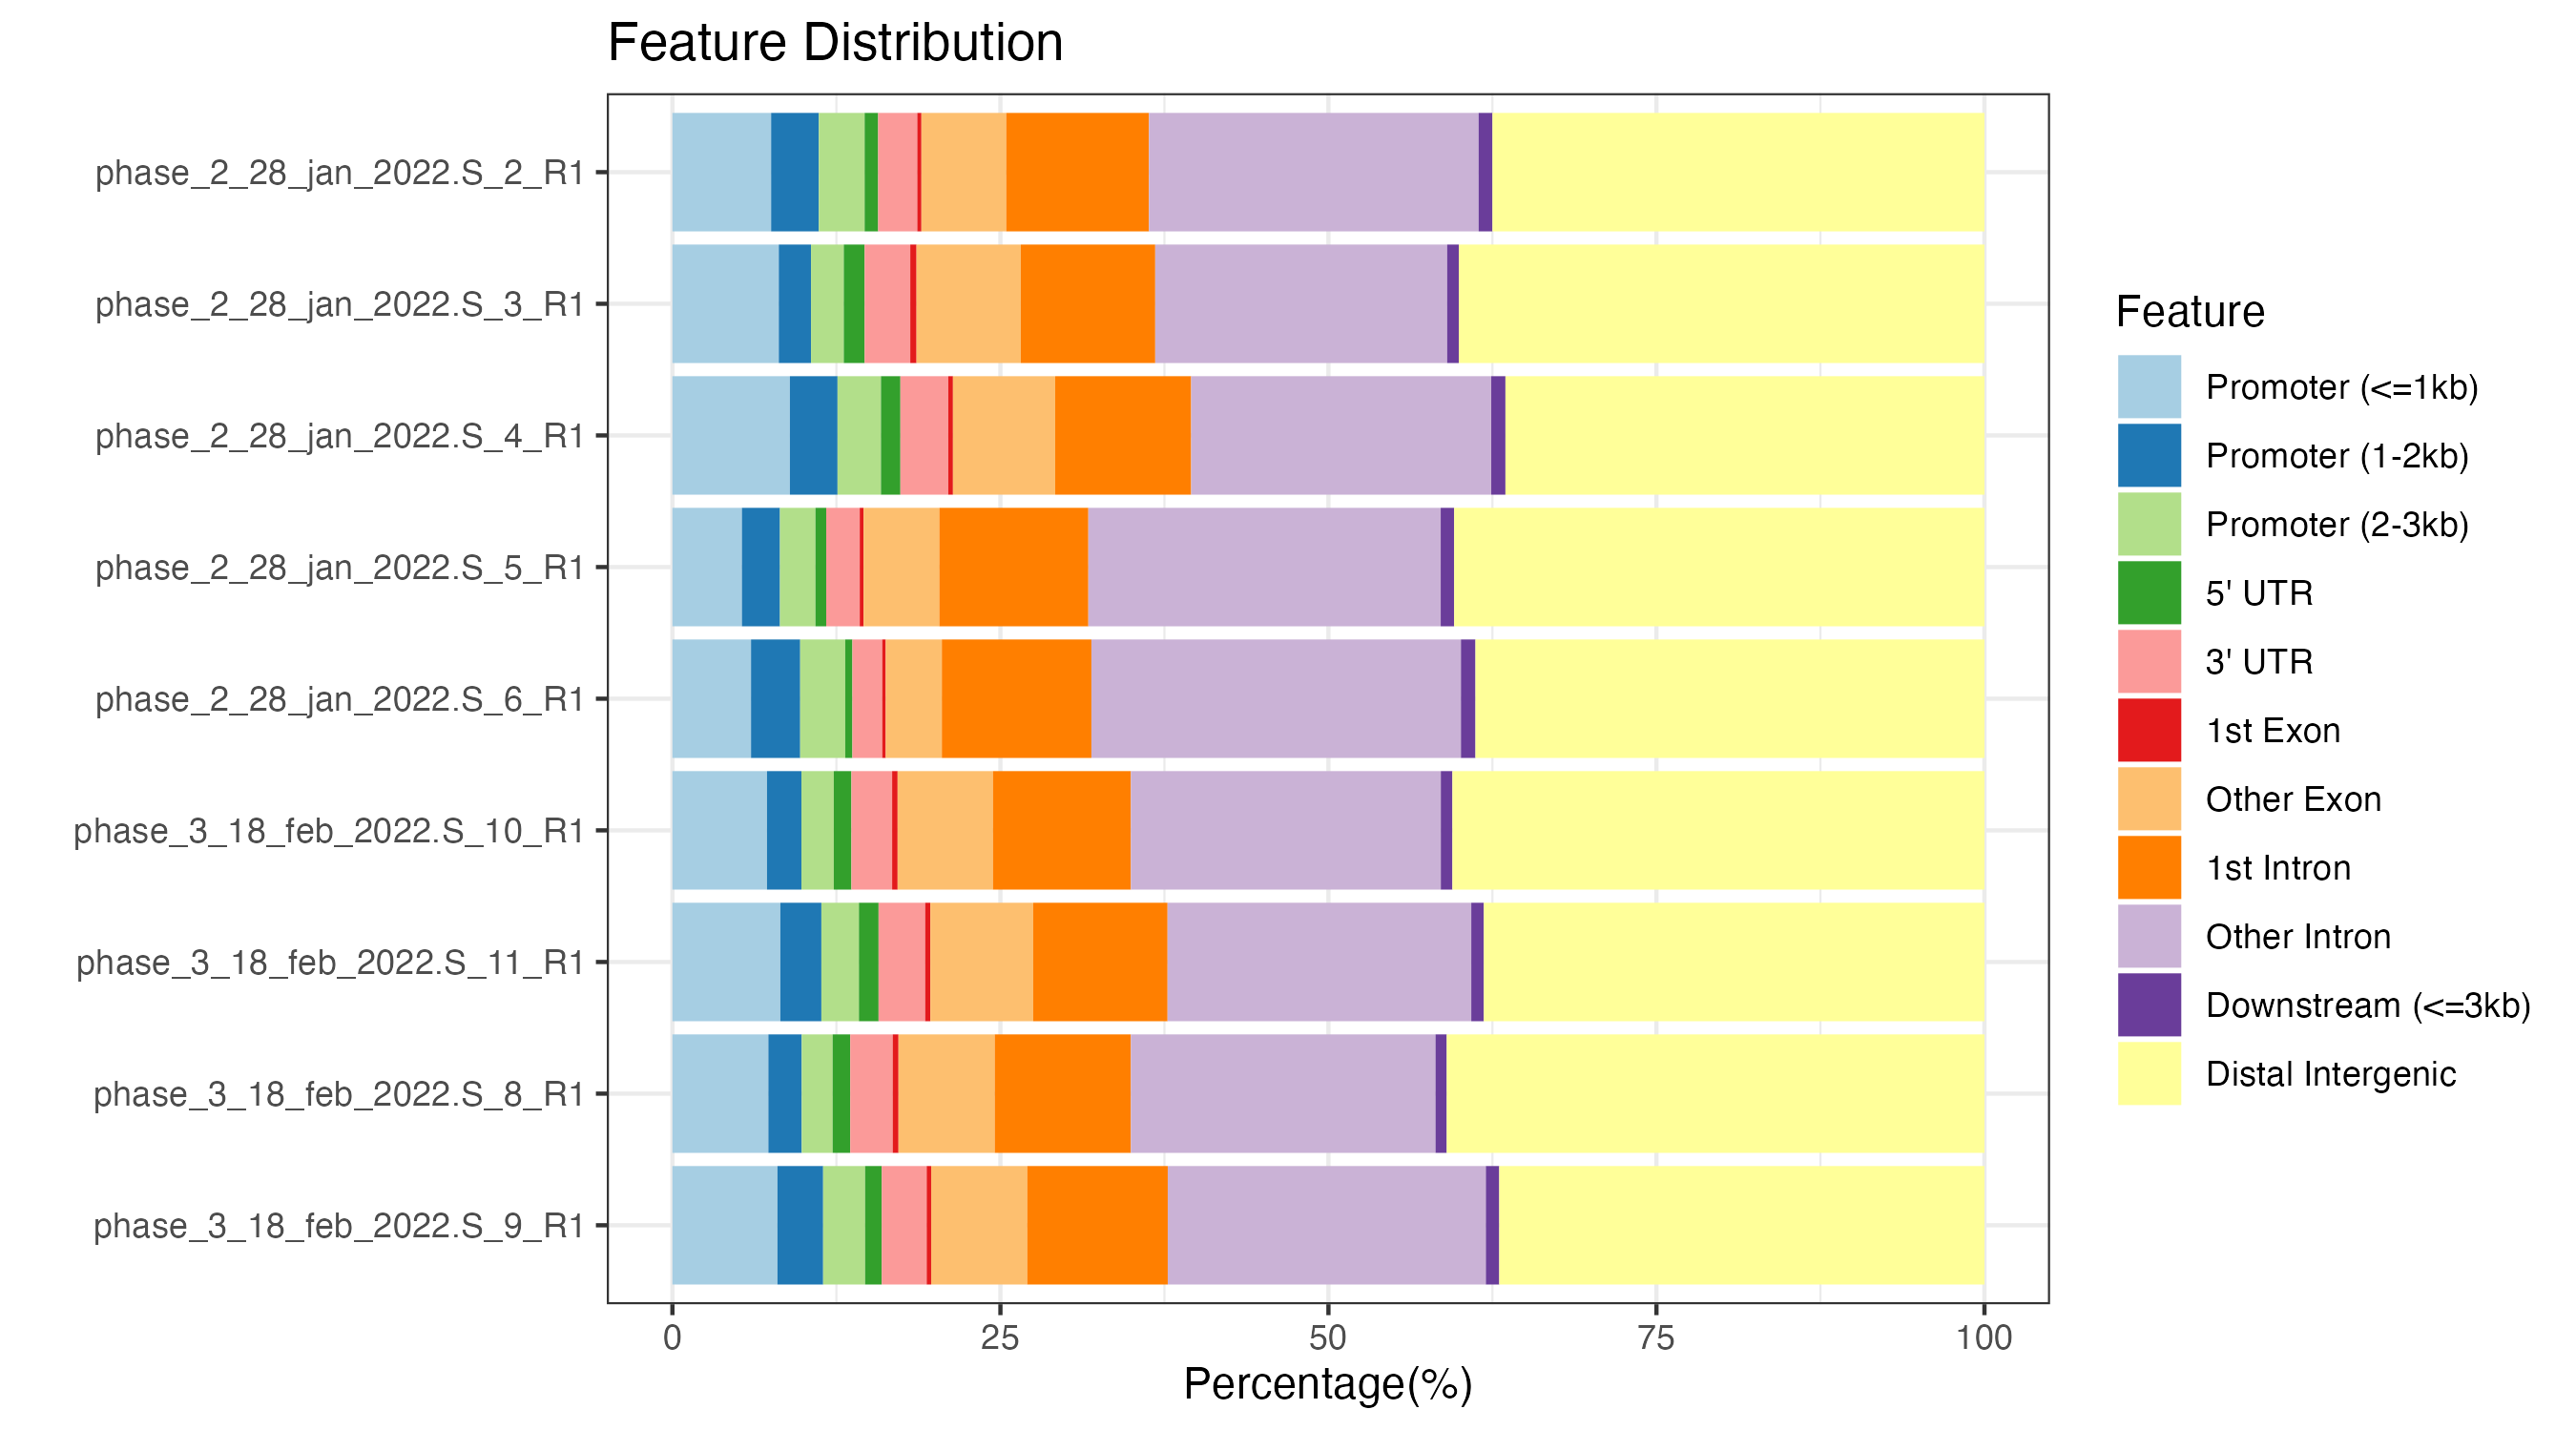 Feature Distribution
phase_2_28_jan_2022.S_2_R1
phase_2_28_jan_2022.S_3_R1
phase_2_28_jan_2022.S_4_R1
phase_2_28_jan_2022.S_5_R1
phase_2_28_jan_2022.S_6_R1
phase_3_18_feb_2022.S_10_R1
phase_3_18_feb_2022.S_11_R1
phase_3_18_feb_2022.S_8_R1
phase_3_18_feb_2022.S_9_R1
0 25 50 75 100
Percentage(%)
Feature
Promoter (<=1kb)
Promoter (1-2kb)
Promoter (2-3kb)
5' UTR
3' UTR
1st Exon
Other Exon
1st Intron
Other Intron
Downstream (<=3kb)
Distal Intergenic